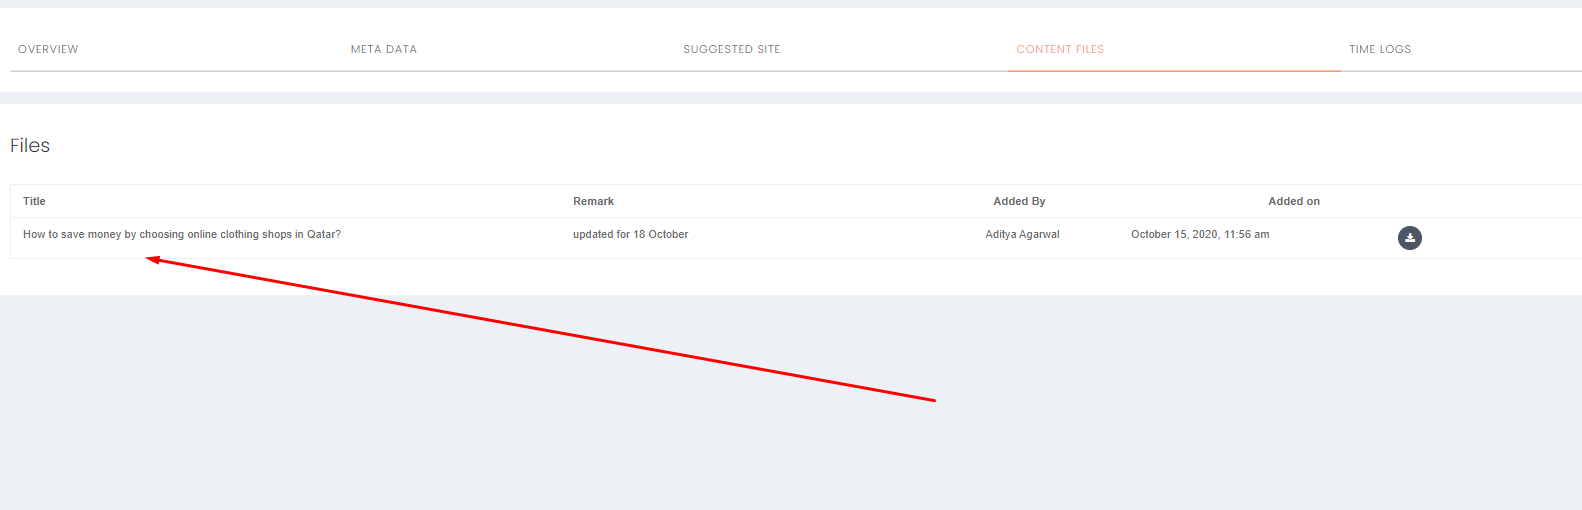 OVERVIEW META DATA SUGGESTED SITE CONTENT FILES TIME LOGS
Files
Title Remark Added By Added on
How to save money by choosing online clothing shops in Qatar? updated for 18 October Aditya Agarwal October 15, 2020, 11:56 am